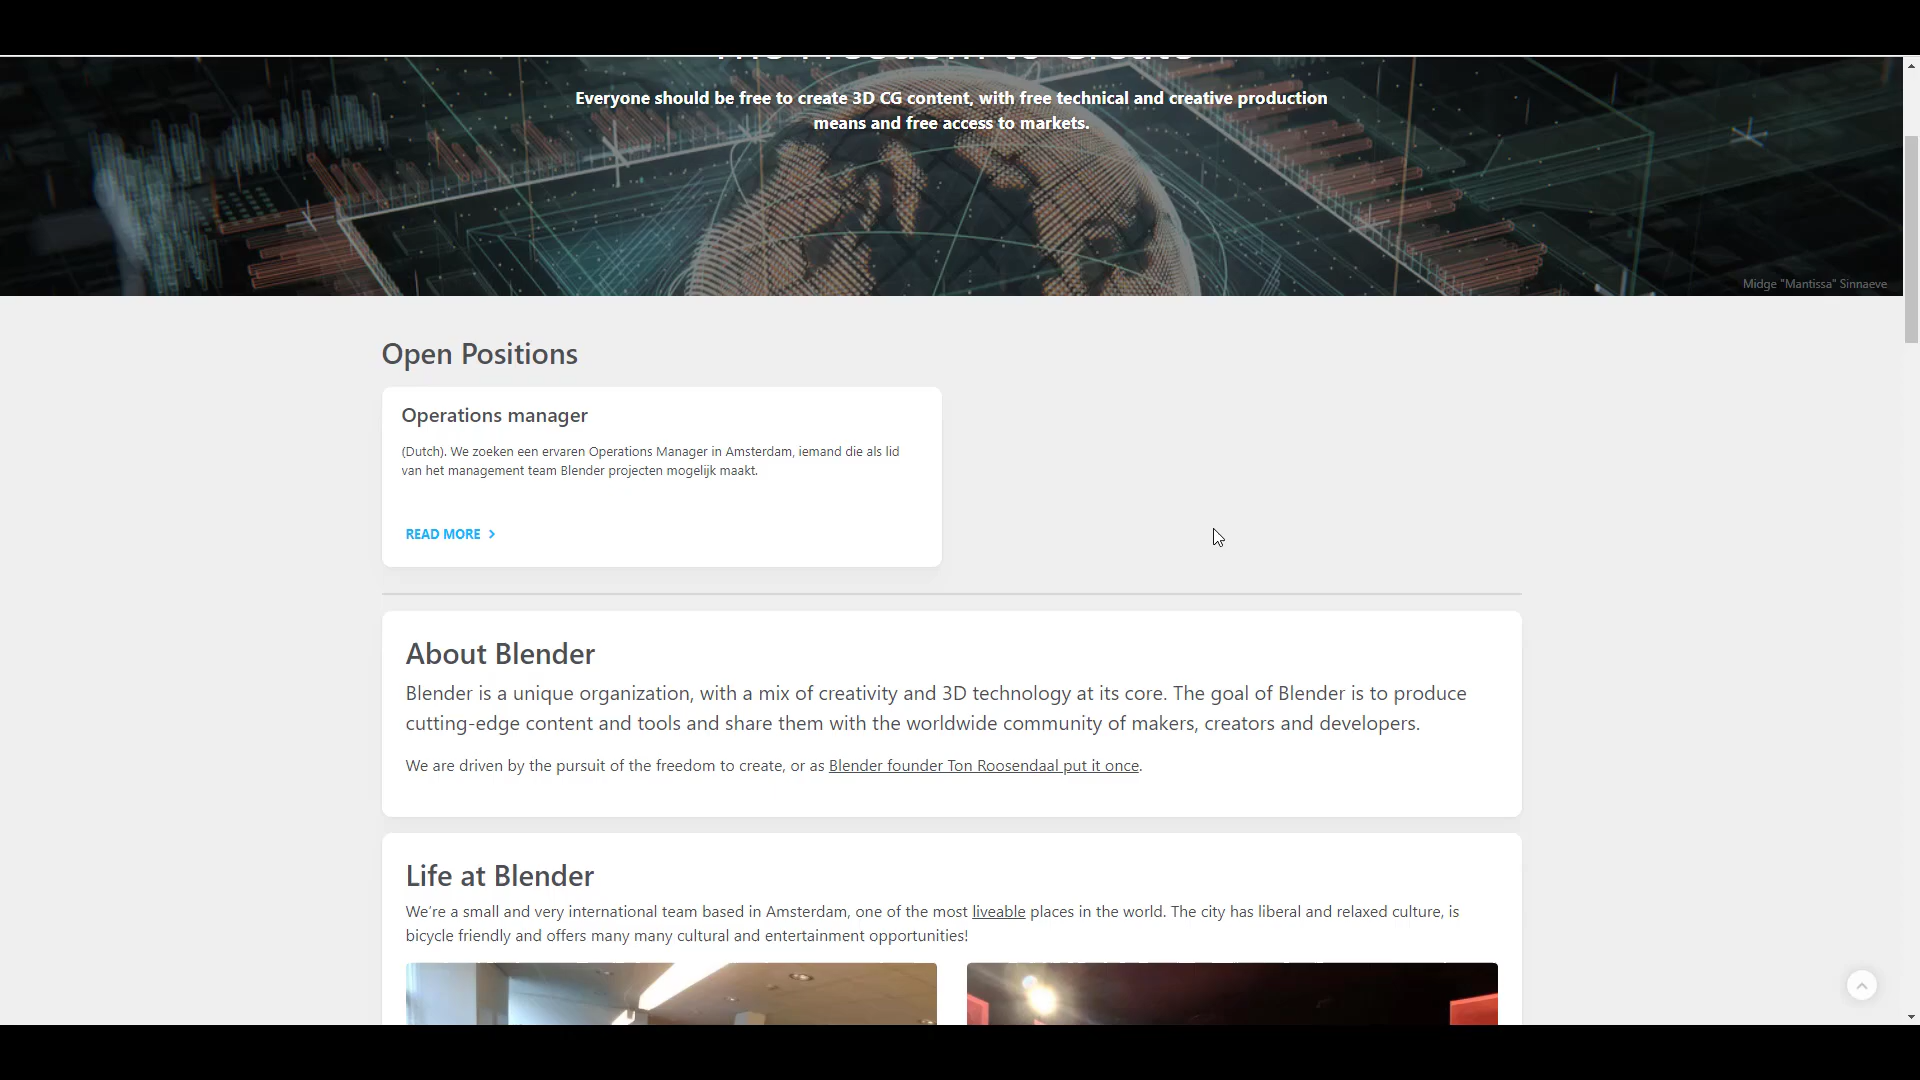 The Freedom to Create
Everyone should be free to create 3D CG content, with free technical and creative production
means and free access to markets.
Midge "Mantissa" Sinnaeve
Open Positions
Operations manager
(Dutch). We zoeken een ervaren Operations Manager in Amsterdam, iemand die als lid
van het management team Blender projecten mogelijk maakt.
READ MORE
About Blender
Blender is a unique organization, with a mix of creativity and 3D technology at its core. The goal of Blender is to produce
cutting-edge content and tools and share them with the worldwide community of makers, creators and developers.
We are driven by the pursuit of the freedom to create, or as Blender founder Ton Roosendaal put it once.
Life at Blender
We’re a small and very international team based in Amsterdam, one of the most liveable places in the world. The city has liberal and relaxed culture, is
bicycle friendly and offers many many cultural and entertainment opportunities!